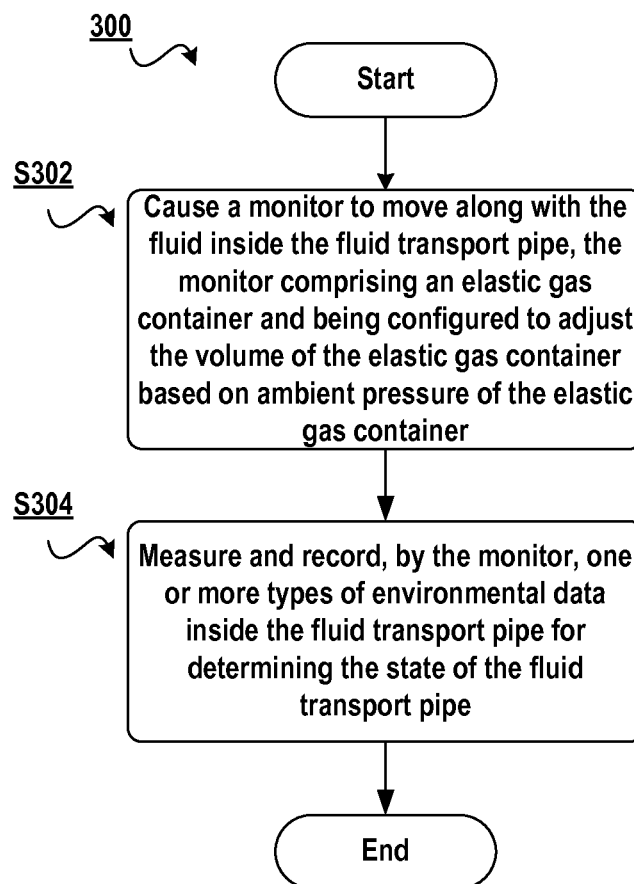 300
Start
S302
Cause a monitor to move along with the
fluid inside the fluid transport pipe, the
monitor comprising an elastic gas
container and being configured to adjust
the volume of the elastic gas container
based on ambient pressure of the elastic
gas container
S304
Measure and record, by the monitor, one
or more types of environmental data
inside the fluid transport pipe for
determining the state of the fluid
transport pipe
End